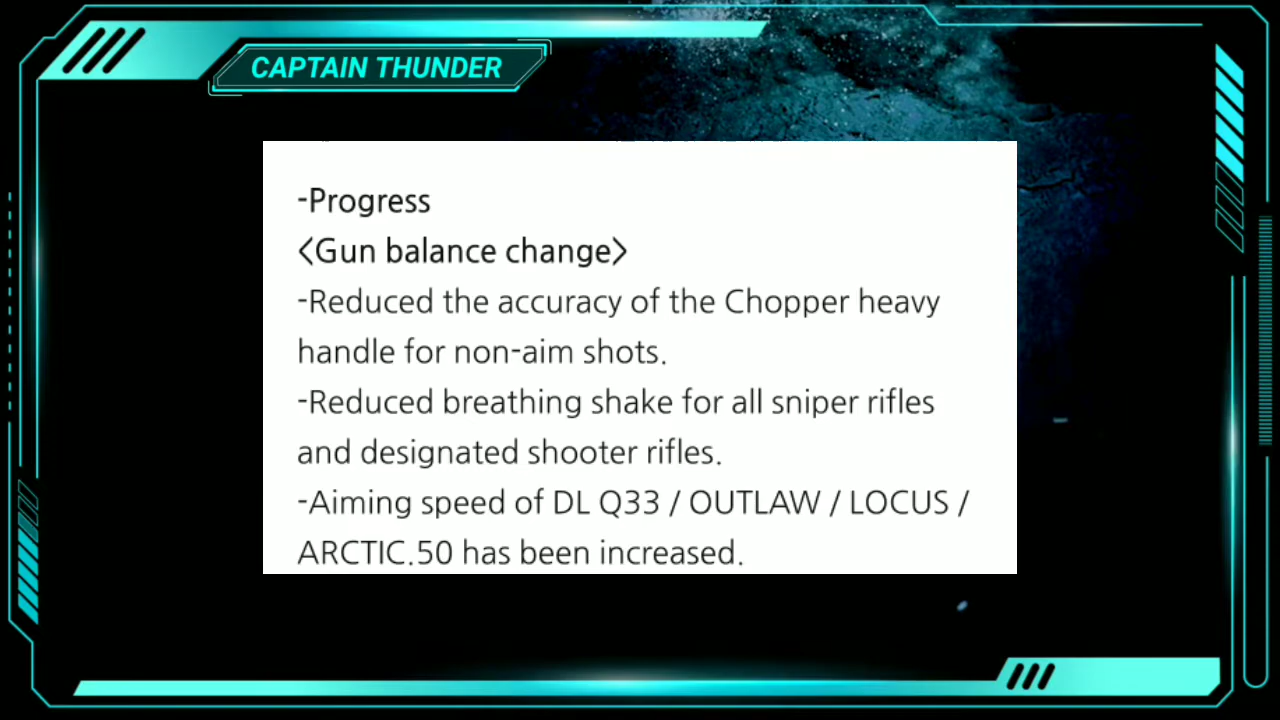 CAPTAIN THUNDER
-Progress
<Gun balance change>
-Reduced the accuracy of the Chopper heavy
handle for non-aim shots.
-Reduced breathing shake for all sniper rifles
and designated shooter rifles.
-Aiming speed of DL Q33 / OUTLAW / LOCUS /
ARCTIC.50 has been increased.